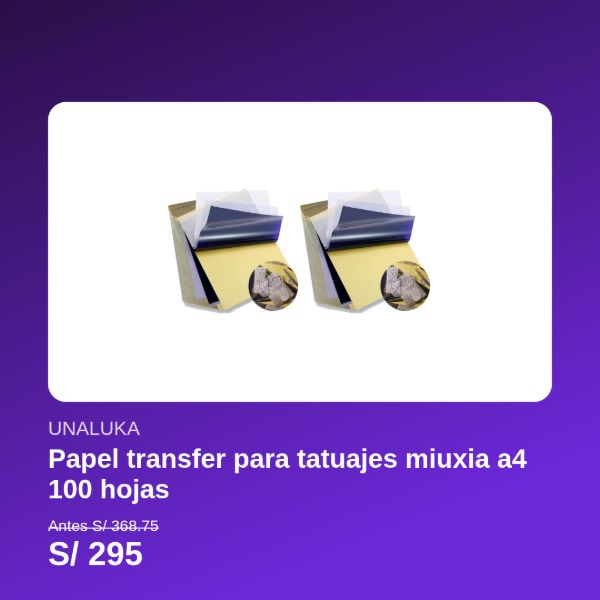 UNALUKA
Papel transfer para tatuajes miuxia a4
100 hojas
Antes S/ 368.75
S/ 295